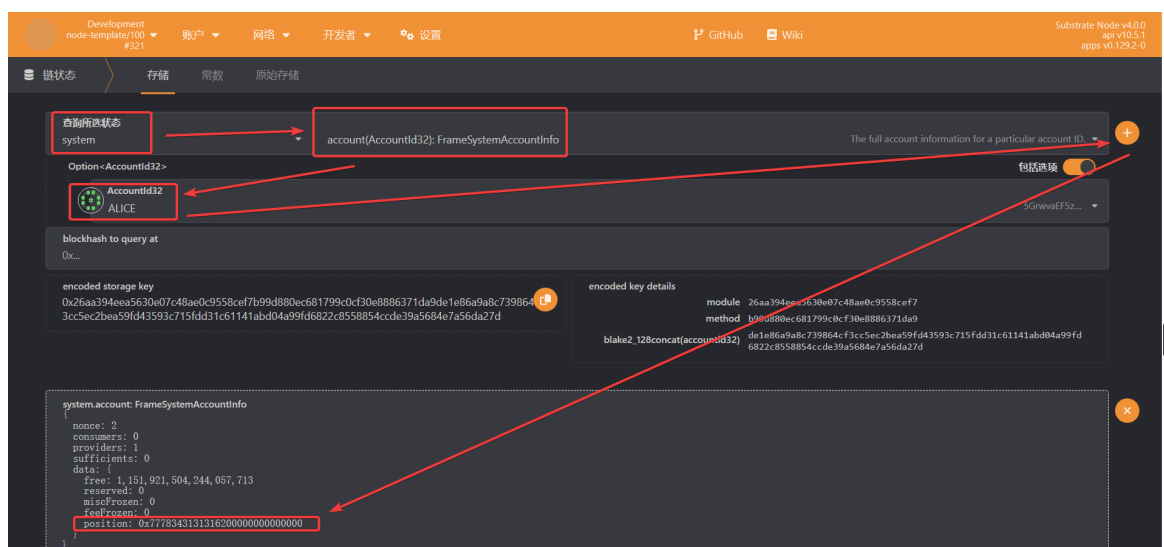 Development
node-template/100
#321
账户
网络
开发者
设置
GitHub
Wiki
Substrate Node v4.0.0
api v10.5.1
apps v0.129.2-0
链状态
存储
常数
原始存储
查询所选状态
system
account(AccountId32): FrameSystemAccountInfo
The full account information for a particular account ID.
Option<AccountId32>
包括选项
AccountId32
ALICE
5GrwvaEF5z...
blockhash to query at
0x...
encoded storage key
0x26aa394eea5630e07c48ae0c9558cef7b99d880ec681799c0cf30e8886371da9de1e86a9a8c739864
3cc5ec2bea59fd43593c715fdd31c61141abd04a99fd6822c8558854ccde39a5684e7a56da27d
encoded key details
module 26aa394eea5630e07c48ae0c9558cef7
method b99d880ec681799c0cf30e8886371da9
blake2_128concat(accountid32) de1e86a9a8c739864cf3cc5ec2bea59fd43593c715fdd31c61141abd04a99fd
6822c8558854ccde39a5684e7a56da27d
system.account: FrameSystemAccountInfo
{
nonce: 2
consumers: 0
providers: 1
sufficients: 0
data: {
free: 1,151,921,504,244,057,713
reserved: 0
miscFrozen: 0
feeFrozen: 0
position: 0x77783431313162000000000000000
}
}